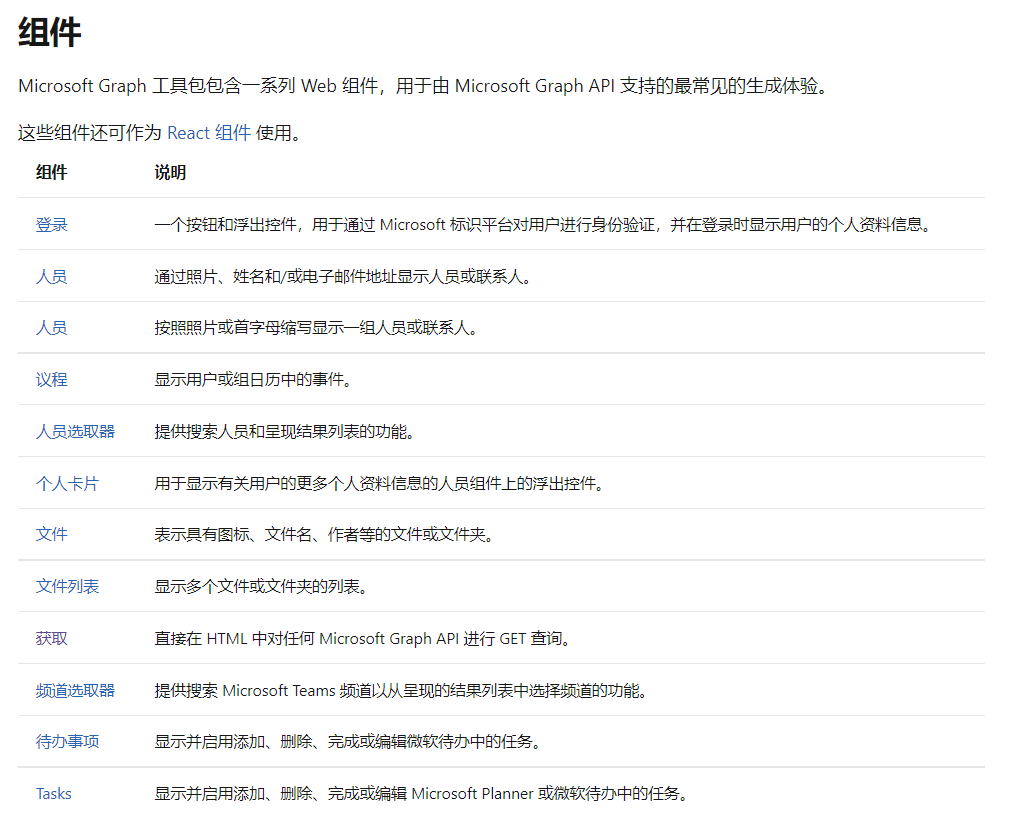 组件
Microsoft Graph 工具包包含一系列 Web 组件，用于由 Microsoft Graph API 支持的最常见的生成体验。
这些组件还可作为 React 组件 使用。
组件 说明
登录 一个按钮和浮出控件，用于通过 Microsoft 标识平台对用户进行身份验证，并在登录时显示用户的个人资料信息。
人员 通过照片、姓名和/或电子邮件地址显示人员或联系人。
人员 按照照片或首字母缩写显示一组人员或联系人。
议程 显示用户或组日历中的事件。
人员选取器 提供搜索人员和呈现结果列表的功能。
个人卡片 用于显示有关用户的更多个人资料信息的人员组件上的浮出控件。
文件 表示具有图标、文件名、作者等的文件或文件夹。
文件列表 显示多个文件或文件夹的列表。
获取 直接在 HTML 中对任何 Microsoft Graph API 进行 GET 查询。
频道选取器 提供搜索 Microsoft Teams 频道以从呈现的结果列表中选择频道的功能。
待办事项 显示并启用添加、删除、完成或编辑微软待办中的任务。
Tasks 显示并启用添加、删除、完成或编辑 Microsoft Planner 或微软待办中的任务。